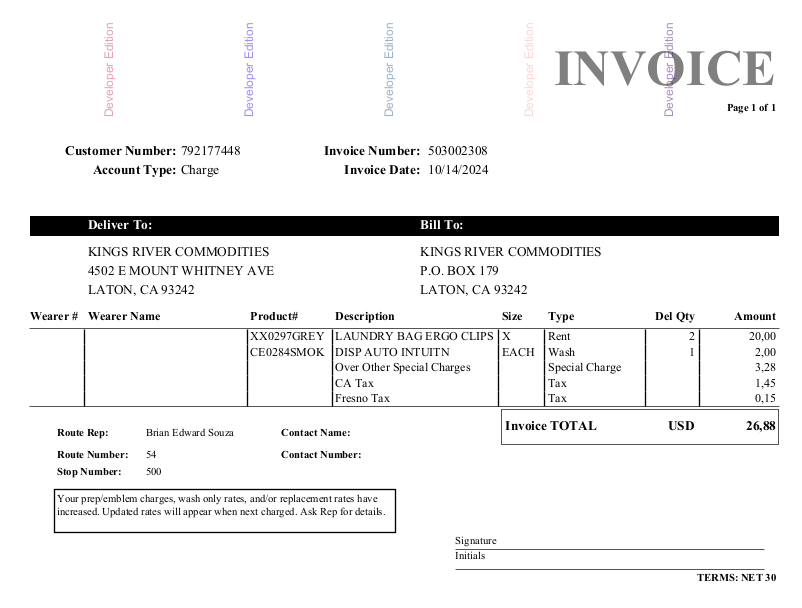 Developer Edition Developer Edition Developer Edition Developer Edition Developer Edition
INVOICE
Page 1 of 1
Customer Number: 792177448 Invoice Number: 503002308
Account Type: Charge Invoice Date: 10/14/2024
Deliver To: Bill To:
KINGS RIVER COMMODITIES KINGS RIVER COMMODITIES
4502 E MOUNT WHITNEY AVE P.O. BOX 179
LATON, CA 93242 LATON, CA 93242
Wearer # Wearer Name Product# Description Size Type Del Qty Amount
XX0297GREY LAUNDRY BAG ERGO CLIPS X Rent 2 20,00
CE0284SMOK DISP AUTO INTUITN EACH Wash 1 2,00
Over Other Special Charges Special Charge 3,28
CA Tax Tax 1,45
Fresno Tax Tax 0,15
Invoice TOTAL USD 26,88
Route Rep: Brian Edward Souza Contact Name:
Route Number: 54 Contact Number:
Stop Number: 500
Your prep/emblem charges, wash only rates, and/or replacement rates have
increased. Updated rates will appear when next charged. Ask Rep for details.
Signature
Initials
TERMS: NET 30